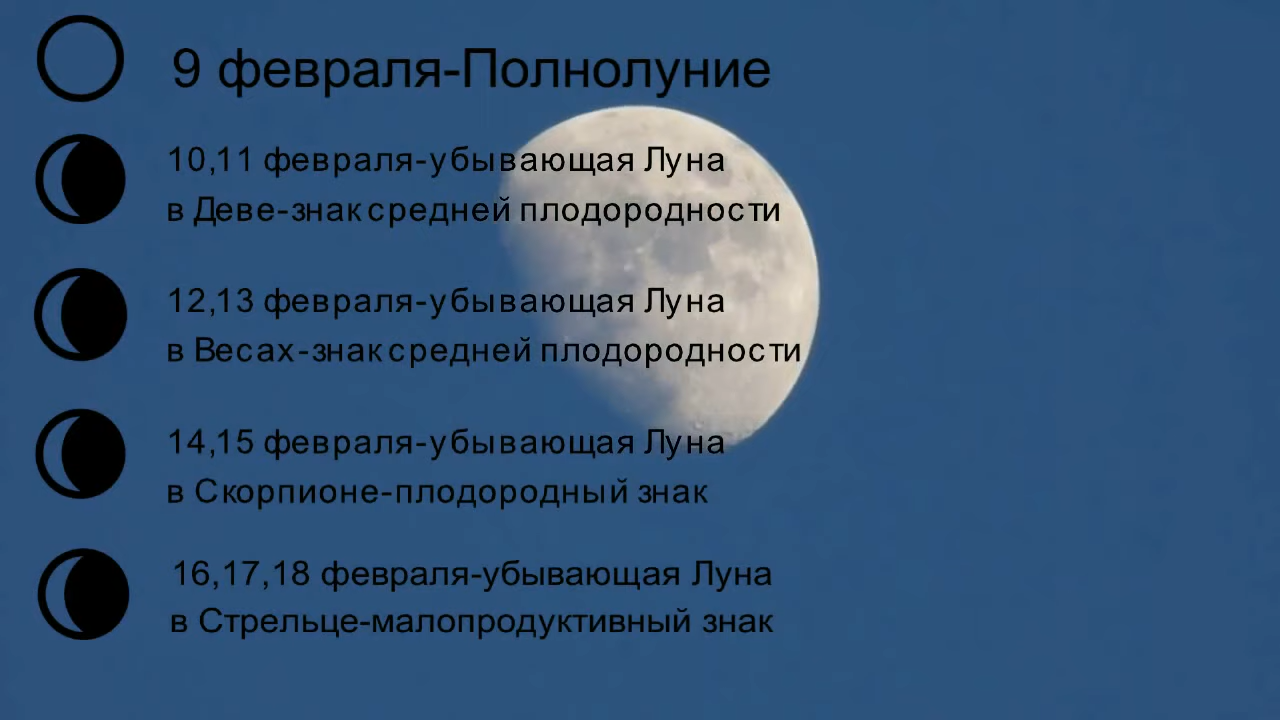 9 февраля-Полнолуние
10,11 февраля-убывающая Луна
в Деве-знак средней плодородности
12,13 февраля-убывающая Луна
в Весах-знак средней плодородности
14,15 февраля-убывающая Луна
в Скорпионе-плодородный знак
16,17,18 февраля-убывающая Луна
в Стрельце-малопродуктивный знак